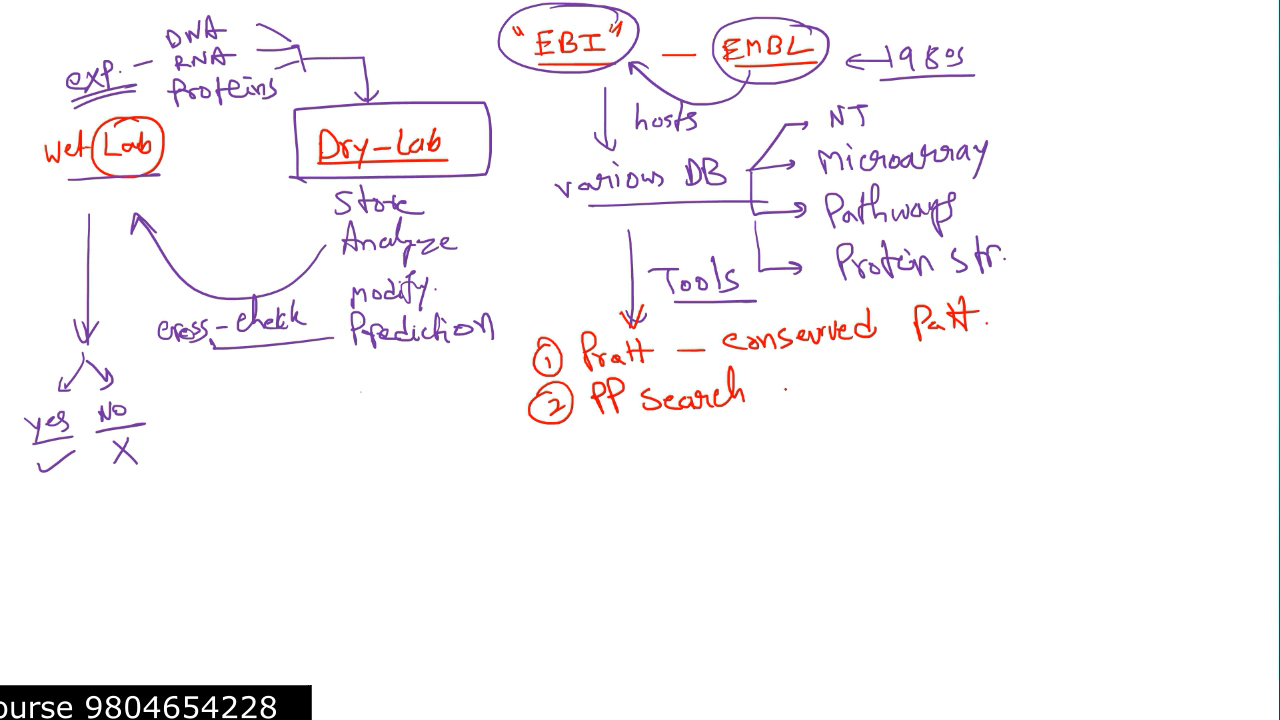 exp. - DNA
RNA
Proteins
wet Lab
Dry-Lab
Store
Analyze
modify.
Prediction
cross-check
Yes No
✓ X
"EBI" - EMBL ← 1980s
hosts
various DB
NT
Microarray
Pathways
Protein str.
Tools
① Pratt - conserved Patt.
② PP search
ourse 9804654228